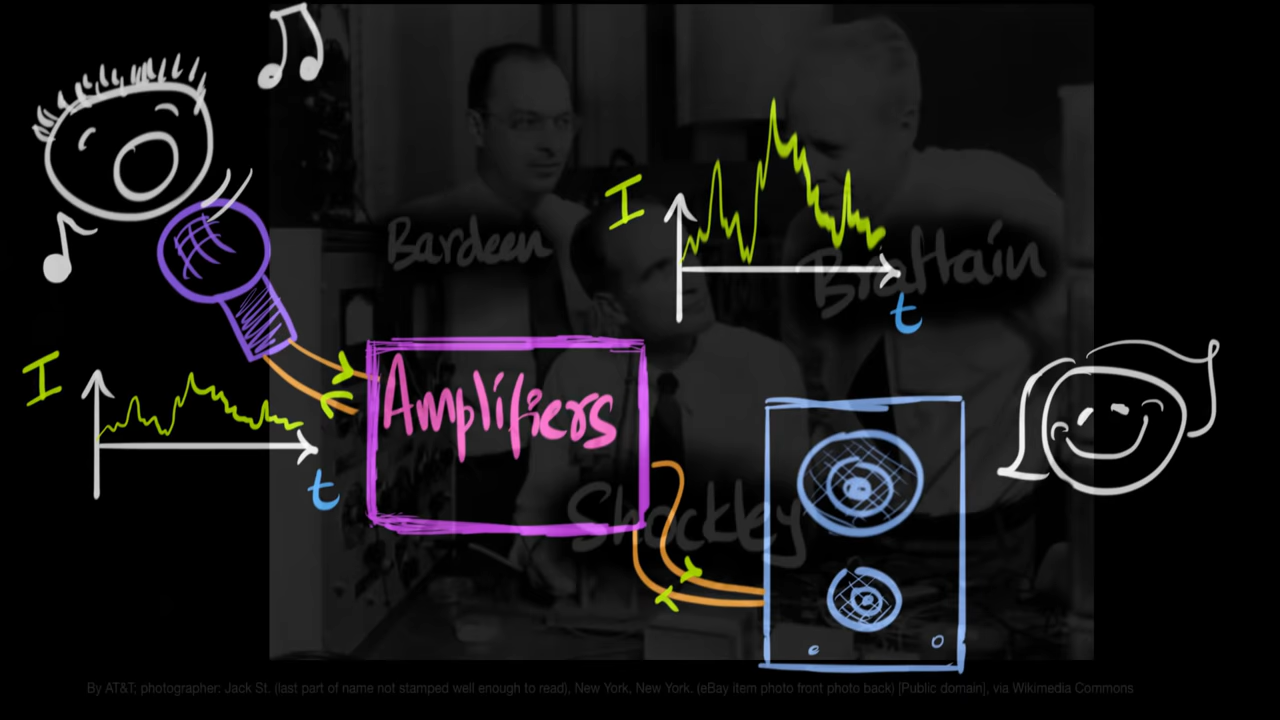 Bardeen
I
Brattain
t
I
Amplifiers
t
Shockley
By AT&T; photographer: Jack St. (last part of name not stamped well enough to read), New York, New York. (eBay item photo front photo back) [Public domain], via Wikimedia Commons